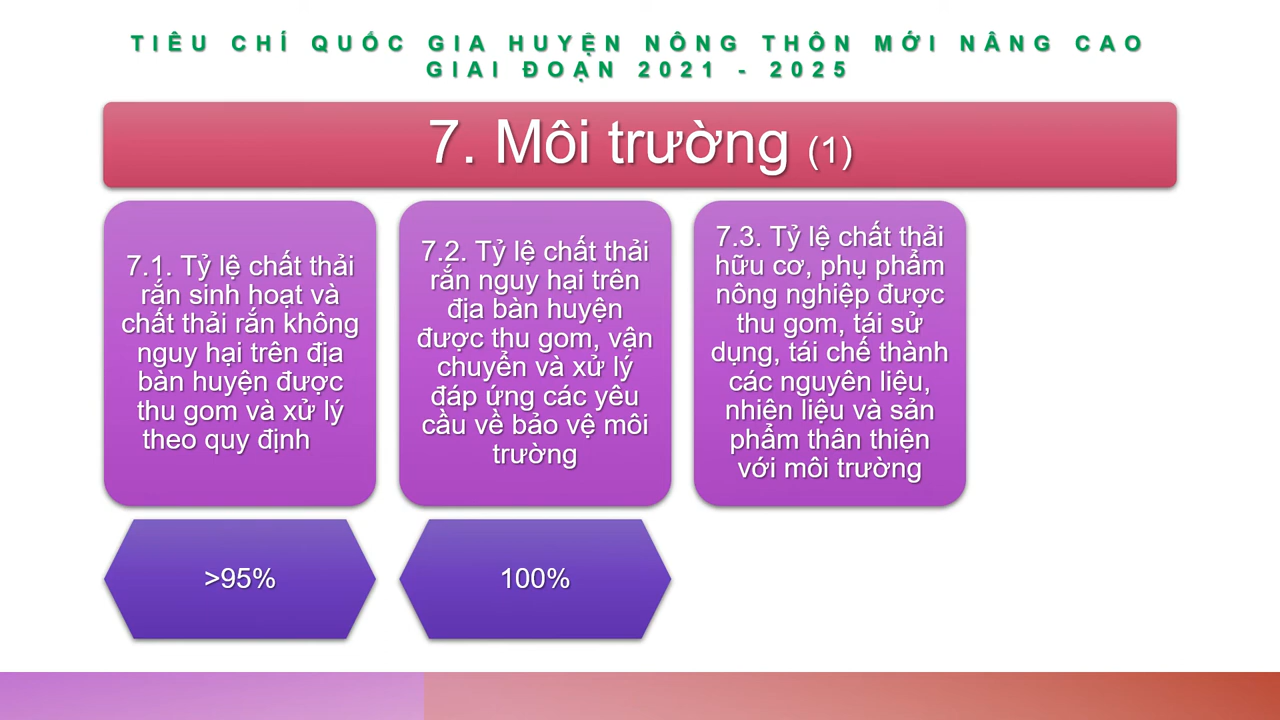 TIÊU CHÍ QUỐC GIA HUYỆN NÔNG THÔN MỚI NÂNG CAO
GIAI ĐOẠN 2021 - 2025
7. Môi trường (1)
7.1. Tỷ lệ chất thải
rắn sinh hoạt và
chất thải rắn không
nguy hại trên địa
bàn huyện được
thu gom và xử lý
theo quy định
7.2. Tỷ lệ chất thải
rắn nguy hại trên
địa bàn huyện
được thu gom, vận
chuyển và xử lý
đáp ứng các yêu
cầu về bảo vệ môi
trường
7.3. Tỷ lệ chất thải
hữu cơ, phụ phẩm
nông nghiệp được
thu gom, tái sử
dụng, tái chế thành
các nguyên liệu,
nhiên liệu và sản
phẩm thân thiện
với môi trường
>95%
100%